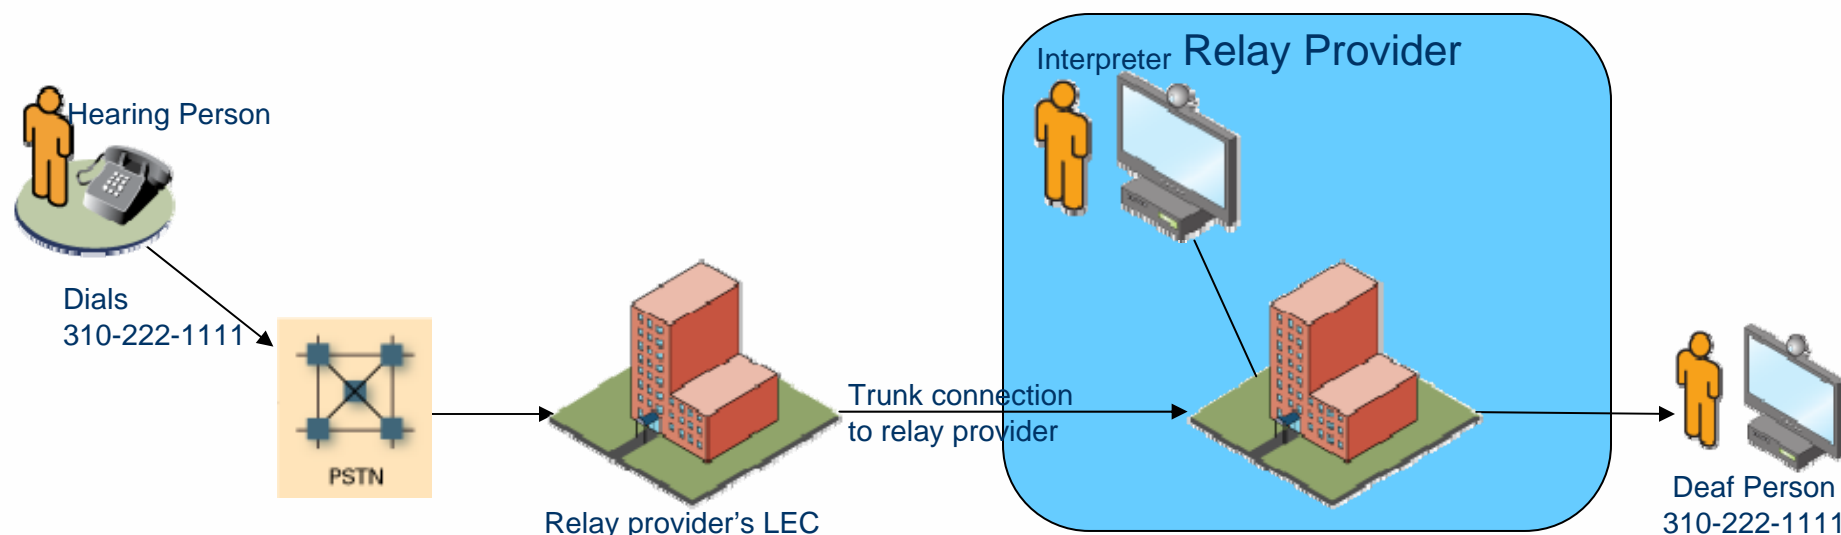 Hearing Person
Dials
310-222-1111
PSTN
Relay provider's LEC
Trunk connection
to relay provider
Interpreter
Relay Provider
Deaf Person
310-222-1111